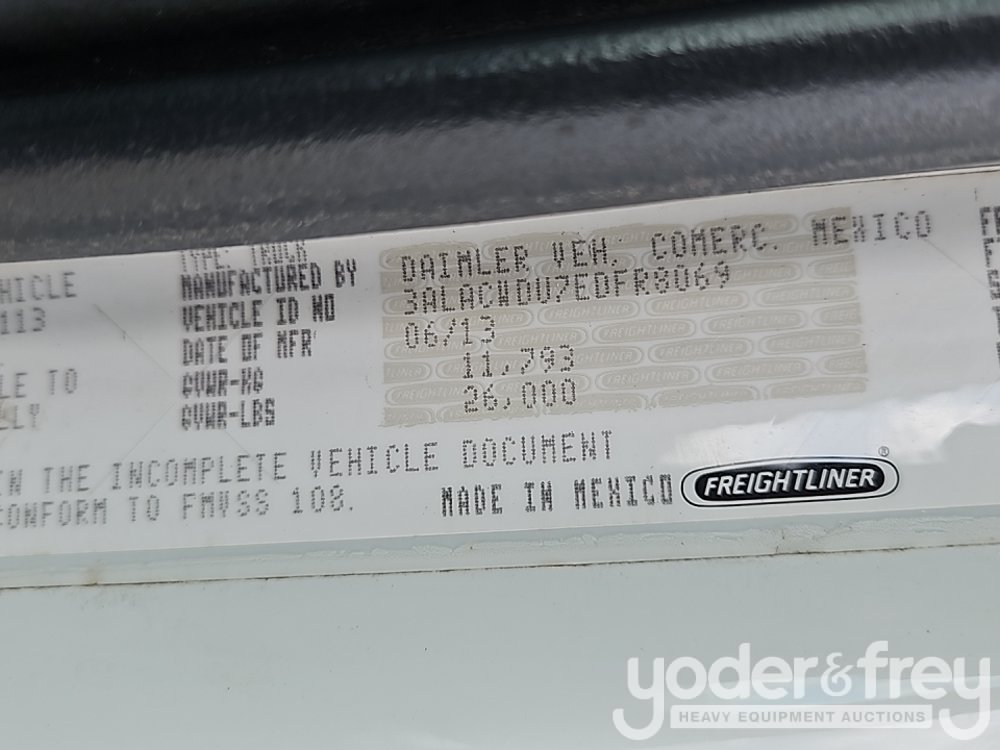 TYPE: TRUCK
MANUFACTURED BY DAIMLER VEH. COMERC. MEXICO
HICLE VEHICLE ID NO 3ALACWDU7EDFR8069
113 DATE OF MFR 06/13
GVWR-KG 11,793
LE TO GVWR-LBS 26,000
LLY
IN THE INCOMPLETE VEHICLE DOCUMENT
CONFORM TO FMVSS 108. MADE IN MEXICO FREIGHTLINER®
yoder&frey
HEAVY EQUIPMENT AUCTIONS